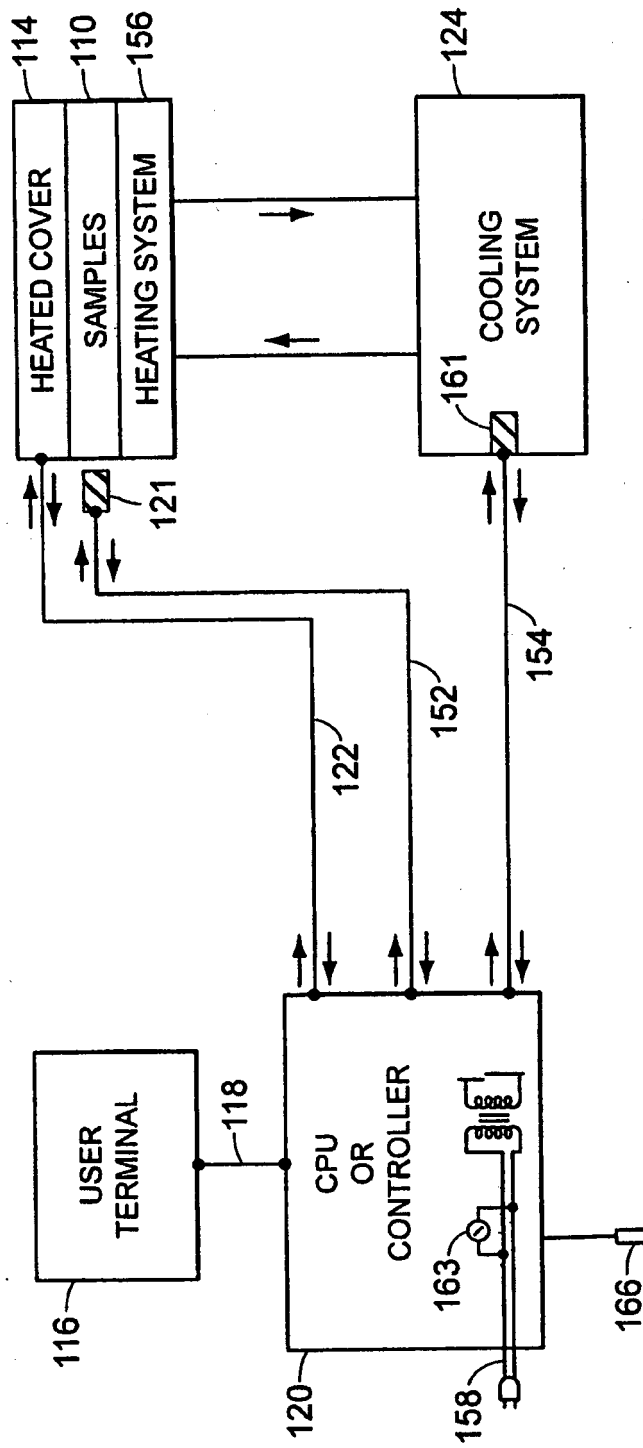 HEATED COVER
114
SAMPLES
110
HEATING SYSTEM
156
121
COOLING
SYSTEM
124
161
122
152
154
USER
TERMINAL
116
118
CPU
OR
CONTROLLER
120
163
158
166